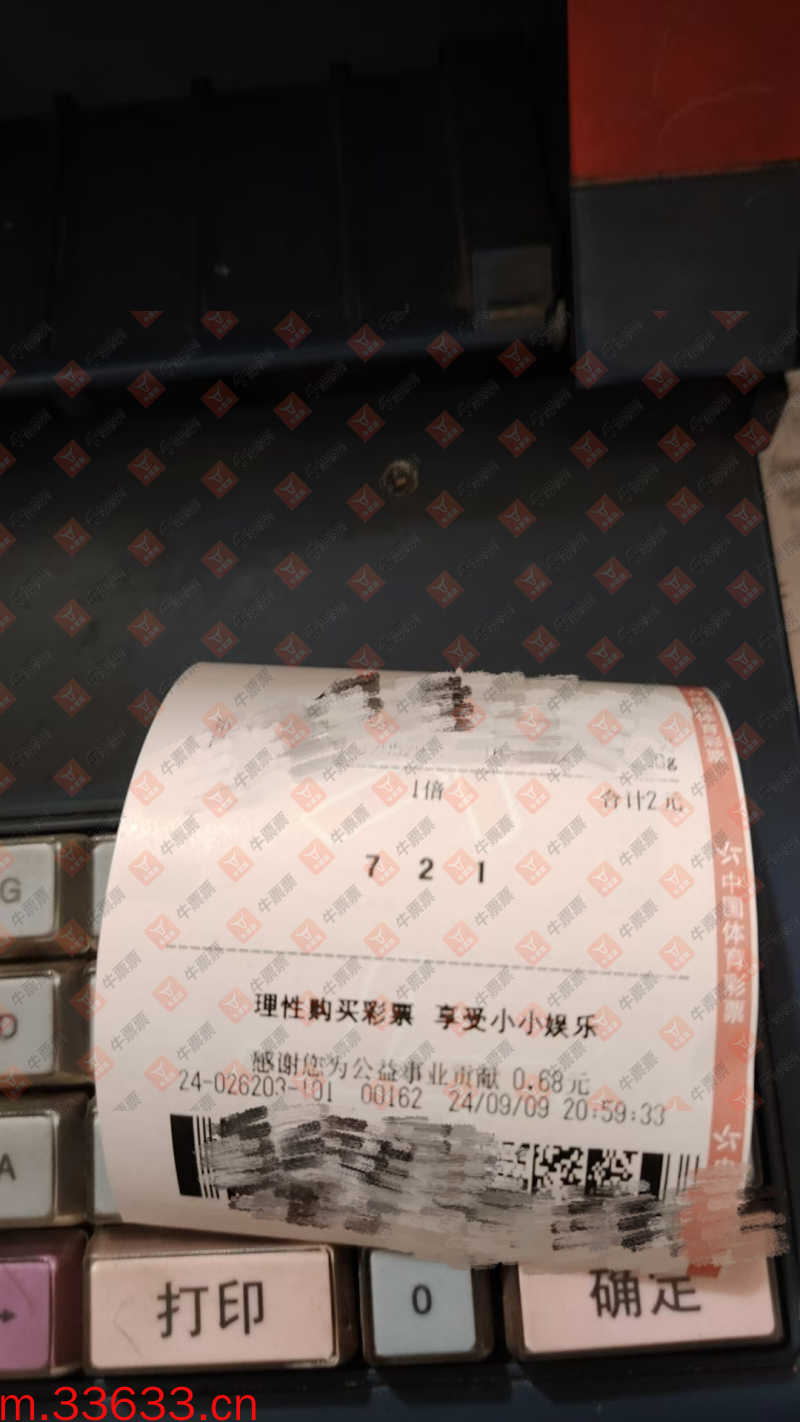 1倍 合计2元
7 2 1
理性购买彩票 享受小小娱乐
感谢您为公益事业贡献 0.68元
24-026203-101 00162 24/09/09 20:59:33
中国体育彩票
牛票票
G
A
打印
0
确定
m.33633.cn